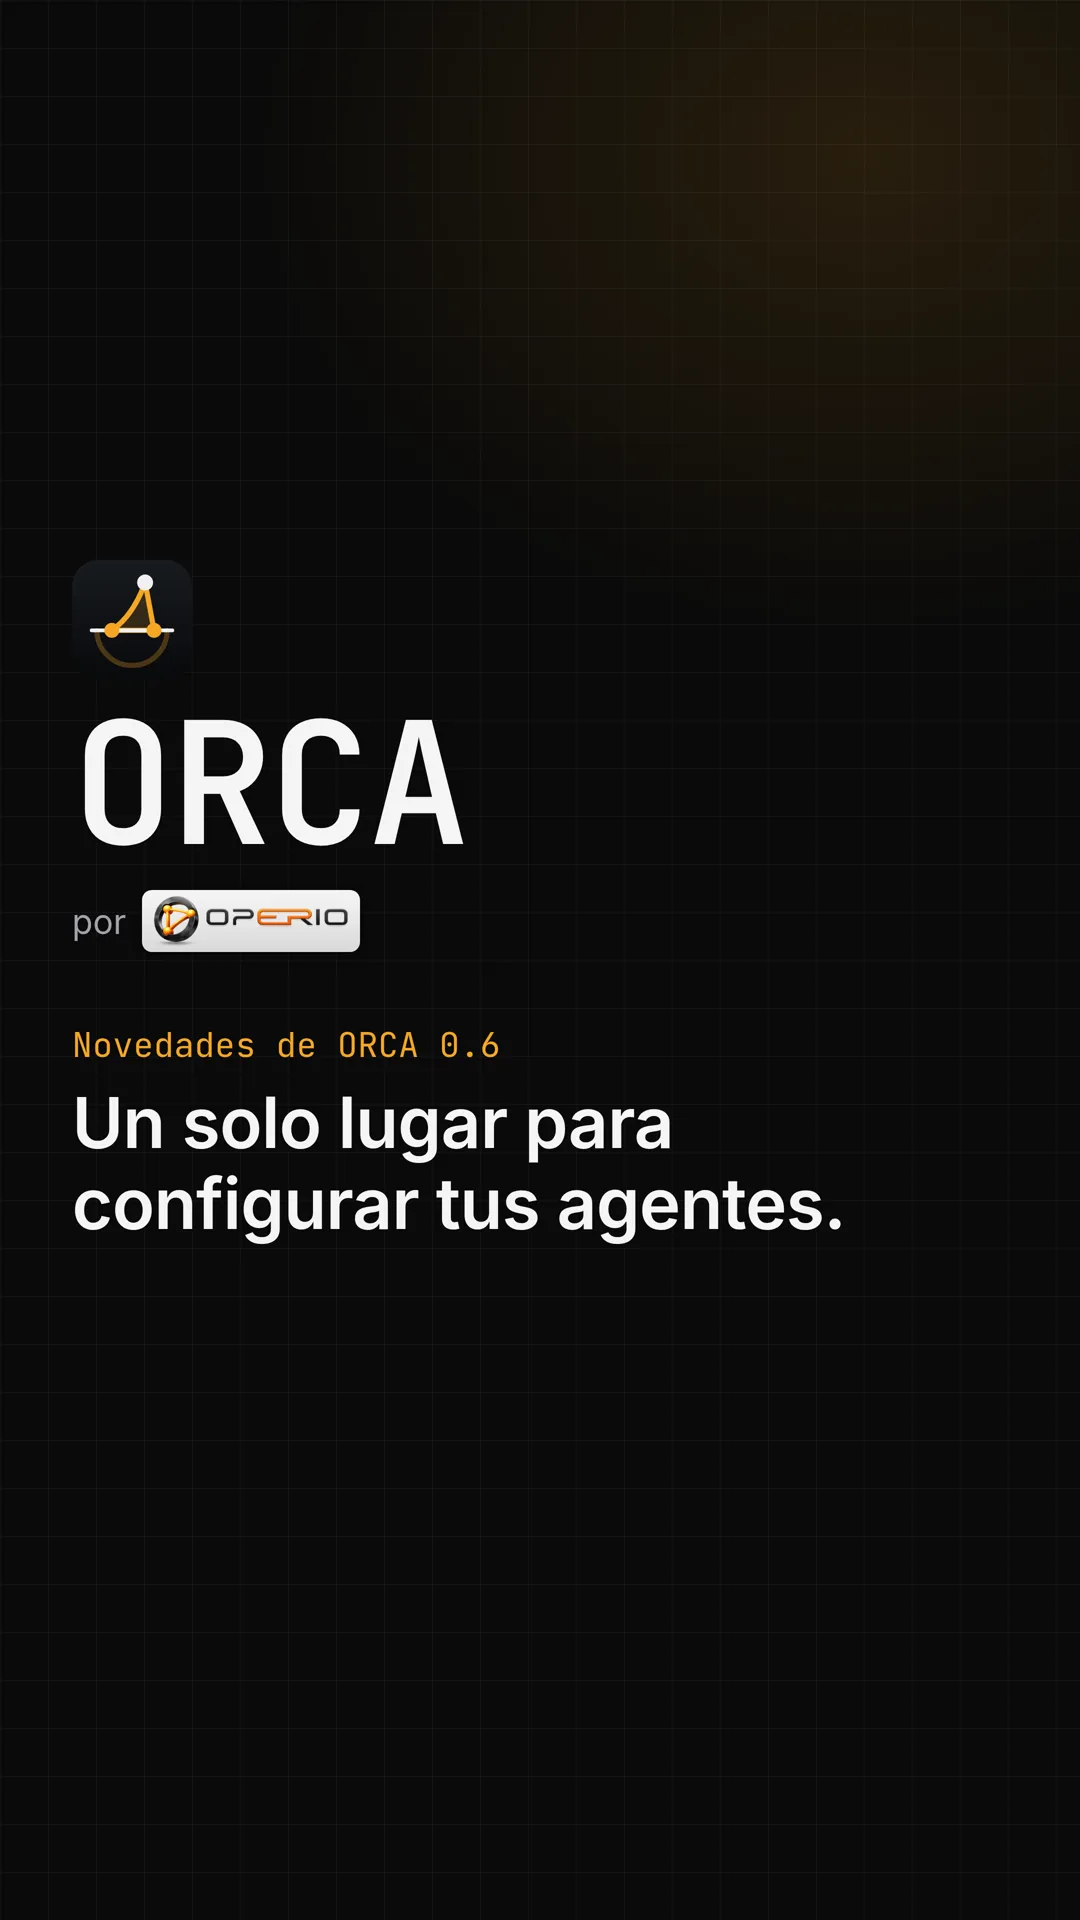 ORCA
por OPERIO
Novedades de ORCA 0.6
Un solo lugar para
configurar tus agentes.